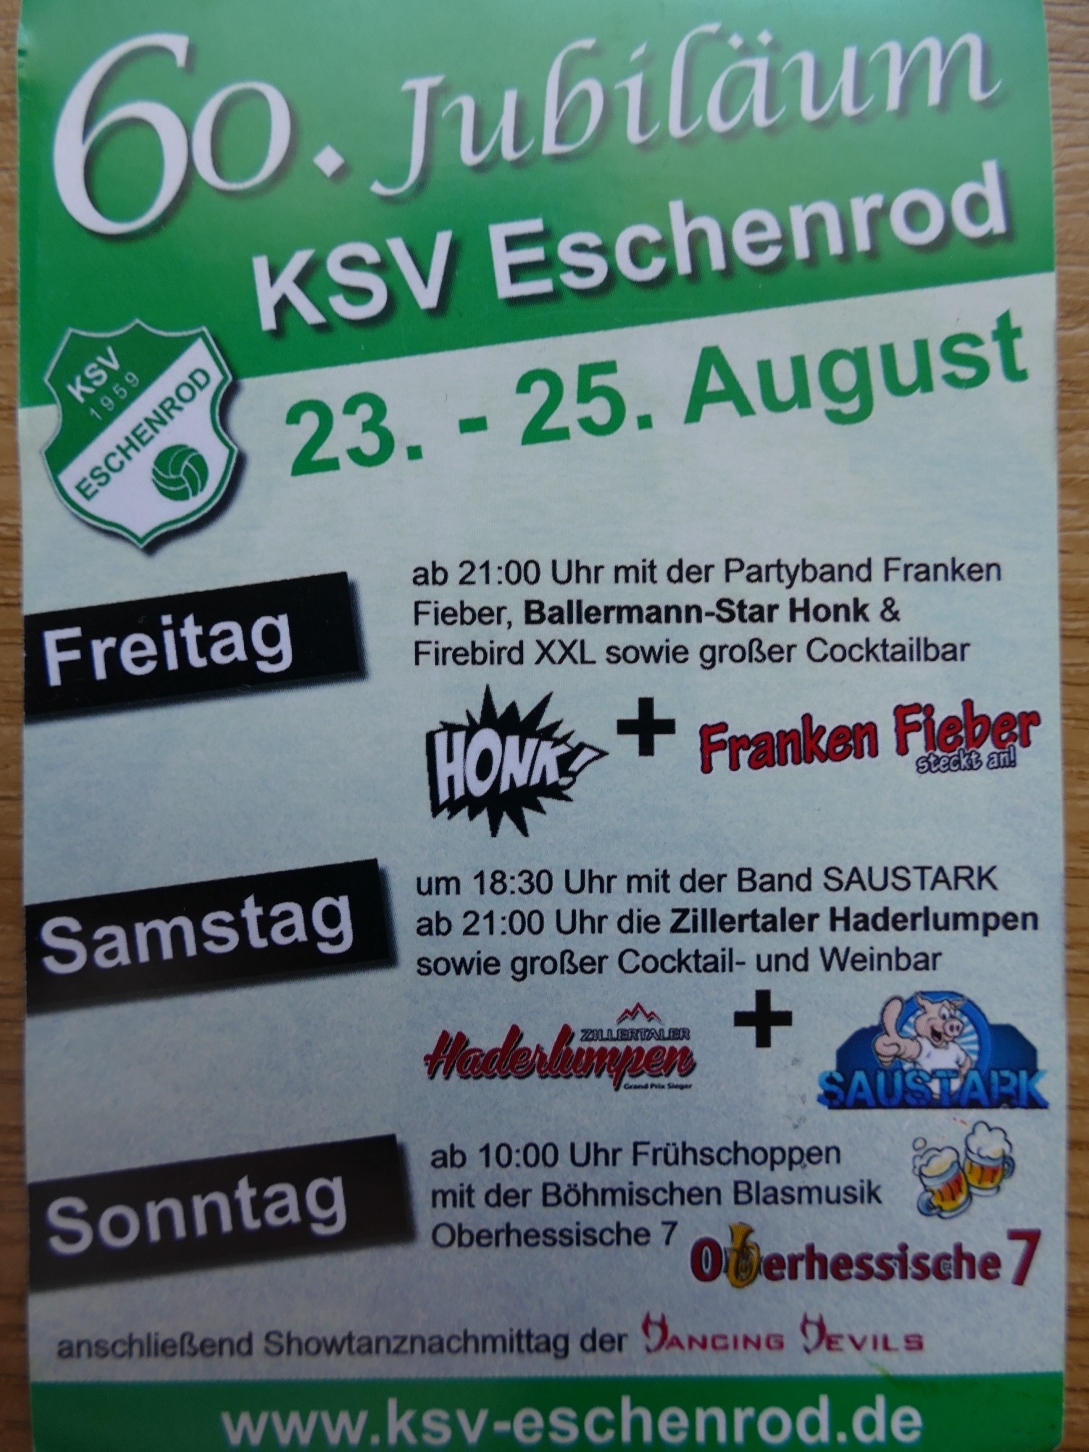 60. Jubiläum
KSV Eschenrod
KSV
1959
ESCHENROD
23. - 25. August
Freitag
ab 21:00 Uhr mit der Partyband Franken
Fieber, Ballermann-Star Honk &
Firebird XXL sowie großer Cocktailbar
HONK!
+
Franken Fieber
steckt an!
Samstag
um 18:30 Uhr mit der Band SAUSTARK
ab 21:00 Uhr die Zillertaler Haderlumpen
sowie großer Cocktail- und Weinbar
ZILLERTALER
Haderlumpen
Grand Prix Sieger
+
SAUSTARK
Sonntag
ab 10:00 Uhr Frühschoppen
mit der Böhmischen Blasmusik
Oberhessische 7
Oberhessische 7
anschließend Showtanznachmittag der DANCING DEVILS
www.ksv-eschenrod.de